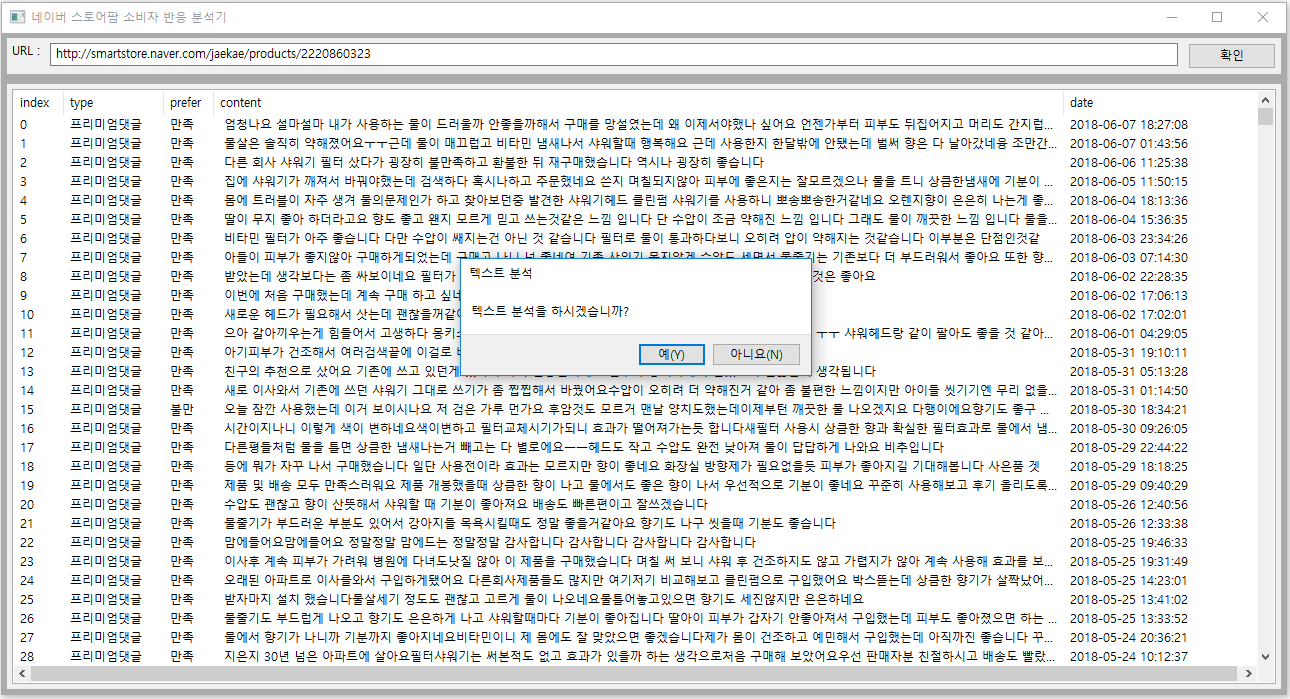 네이버 스토어팜 소비자 반응 분석기
URL : http://smartstore.naver.com/jaekae/products/2220860323 확인
index type prefer content date
0 프리미엄댓글 만족 엄청나요 설마설마 내가 사용하는 물이 드러울까 안좋을까해서 구매를 망설였는데 왜 이제서야했나 싶어요 언젠가부터 피부도 뒤집어지고 머리도 간지럽... 2018-06-07 18:27:08
1 프리미엄댓글 만족 물살은 솔직히 약해졌어요ㅜㅜ근데 물이 매끄럽고 비타민 냄새나서 샤워할때 행복해요 근데 사용한지 한달밖에 안됐는데 벌써 향은 다 날아갔네용 조만간... 2018-06-07 01:43:56
2 프리미엄댓글 만족 다른 회사 샤워기 필터 샀다가 굉장히 불만족하고 환불한 뒤 재구매했습니다 역시나 굉장히 좋습니다 2018-06-06 11:25:38
3 프리미엄댓글 만족 집에 샤워기가 깨져서 바꿔야했는데 검색하다 혹시나하고 주문했네요 쓴지 며칠되지않아 피부에 좋은지는 잘모르겠으나 물을 트니 상큼한냄새에 기분이 ... 2018-06-05 11:50:15
4 프리미엄댓글 만족 몸에 트러블이 자주 생겨 물의문제인가 하고 찾아보던중 발견한 샤워기헤드 클린펌 샤워기를 사용하니 뽀송뽀송한거같네요 오렌지향이 은은히 나는게 좋... 2018-06-04 18:13:36
5 프리미엄댓글 만족 딸이 무지 좋아 하더라고요 향도 좋고 왠지 모르게 믿고 쓰는것같은 느낌 입니다 단 수압이 조금 약해진 느낌 입니다 그래도 물이 깨끗한 느낌 입니다 물을... 2018-06-04 15:36:35
6 프리미엄댓글 만족 비타민 필터가 아주 좋습니다 다만 수압이 쌔지는건 아닌 것 같습니다 필터로 물이 통과하다보니 오히려 압이 약해지는 것같습니다 이부분은 단점인것같 2018-06-03 23:34:26
7 프리미엄댓글 만족 아들이 피부가 좋지않아 구매하게되었는데 구매하고 나니 넘 좋네여 기존 샤워기 못지않게 수압도 세면서 물줄기는 기존보다 더 부드러워서 좋아요 또한 향... 2018-06-03 07:14:30
8 프리미엄댓글 만족 받았는데 생각보다는 좀 싸보이네요 필터가 것은 좋아요 2018-06-02 22:28:35
9 프리미엄댓글 만족 이번에 처음 구매했는데 계속 구매 하고 싶네 2018-06-02 17:06:13
10 프리미엄댓글 만족 새로운 헤드가 필요해서 삿는데 괜찮을꺼같아 2018-06-02 17:02:01
11 프리미엄댓글 만족 으아 갈아끼우는게 힘들어서 고생하다 몽키스 ㅜㅜ 샤워헤드랑 같이 팔아도 좋을 것 같아... 2018-06-01 04:29:05
12 프리미엄댓글 만족 아기피부가 건조해서 여러검색끝에 이걸로 2018-05-31 19:10:11
13 프리미엄댓글 만족 친구의 추천으로 샀어요 기존에 쓰고 있던게 생각됩니다 2018-05-31 05:13:28
14 프리미엄댓글 만족 새로 이사와서 기존에 쓰던 샤워기 그대로 쓰기가 좀 찝찝해서 바꿨어요수압이 오히려 더 약해진거 같아 좀 불편한 느낌이지만 아이들 씻기기엔 무리 없을... 2018-05-31 01:14:50
15 프리미엄댓글 불만 오늘 잠깐 사용했는데 이거 보이시나요 저 검은 가루 먼가요 후암것도 모르거 맨날 양치도했는데이제부턴 깨끗한 물 나오겠지요 다행이에요향기도 좋구 ... 2018-05-30 18:34:21
16 프리미엄댓글 만족 시간이지나니 이렇게 색이 변하네요색이변하고 필터교체시기가되니 효과가 떨어져가는듯 합니다새필터 사용시 상큼한 향과 확실한 필터효과로 물에서 냄... 2018-05-30 09:26:05
17 프리미엄댓글 만족 다른평들처럼 물을 틀면 상큼한 냄새나는거 빼고는 다 별로에요ㅡㅡ헤드도 작고 수압도 완전 낮아져 물이 답답하게 나와요 비추입니다 2018-05-29 22:44:22
18 프리미엄댓글 만족 등에 뭐가 자꾸 나서 구매했습니다 일단 사용전이라 효과는 모르지만 향이 좋네요 화장실 방향제가 필요없을듯 피부가 좋아지길 기대해봅니다 사은품 겟 2018-05-29 18:18:25
19 프리미엄댓글 만족 제품 및 배송 모두 만족스러워요 제품 개봉했을때 상큼한 향이 나고 물에서도 좋은 향이 나서 우선적으로 기분이 좋네요 꾸준히 사용해보고 후기 올리도록... 2018-05-29 09:40:29
20 프리미엄댓글 만족 수압도 괜찮고 향이 산뜻해서 샤워할 때 기분이 좋아져요 배송도 빠른편이고 잘쓰겠습니다 2018-05-26 12:40:56
21 프리미엄댓글 만족 물줄기가 부드러운 부분도 있어서 강아지들 목욕시킬때도 정말 좋을거같아요 향기도 나구 씻을때 기분도 좋습니다 2018-05-26 12:33:38
22 프리미엄댓글 만족 맘에들어요맘에들어요 정말정말 맘에드는 정말정말 감사합니다 감사합니다 감사합니다 감사합니다 2018-05-25 19:46:33
23 프리미엄댓글 만족 이사후 계속 피부가 가려워 병원에 다녀도낫질 않아 이 제품을 구매했습니다 며칠 써 보니 샤워 후 건조하지도 않고 가렵지가 않아 계속 사용해 효과를 보... 2018-05-25 19:31:49
24 프리미엄댓글 만족 오래된 아파트로 이사들와서 구입하게됐어요 다른회사제품들도 많지만 여기저기 비교해보고 클린펌으로 구입했어요 박스뜯는데 상큼한 향기가 살짝났어... 2018-05-25 14:23:01
25 프리미엄댓글 만족 받자마지 설치 했습니다물살세기 정도도 괜찮고 고르게 물이 나오네요물틀어놓고있으면 향기도 세진않지만 은은하네요 2018-05-25 13:41:02
26 프리미엄댓글 만족 물줄기도 부드럽게 나오고 향기도 은은하게 나고 샤워할때마다 기분이 좋아집니다 딸아이 피부가 갑자기 안좋아져서 구입했는데 피부도 좋아졌으면 하는 ... 2018-05-25 13:33:52
27 프리미엄댓글 만족 물에서 향기가 나니까 기분까지 좋아지네요비타민이니 제 몸에도 잘 맞았으면 좋겠습니다제가 몸이 건조하고 예민해서 구입했는데 아직까진 좋습니다 꾸... 2018-05-24 20:36:21
28 프리미엄댓글 만족 지은지 30년 넘은 아파트에 살아요필터샤워기는 써본적도 없고 효과가 있을까 하는 생각으로처음 구매해 보았어요우선 판매자분 친절하시고 배송도 빨랐... 2018-05-24 10:12:37
텍스트 분석
텍스트 분석을 하시겠습니까?
예(Y) 아니요(N)